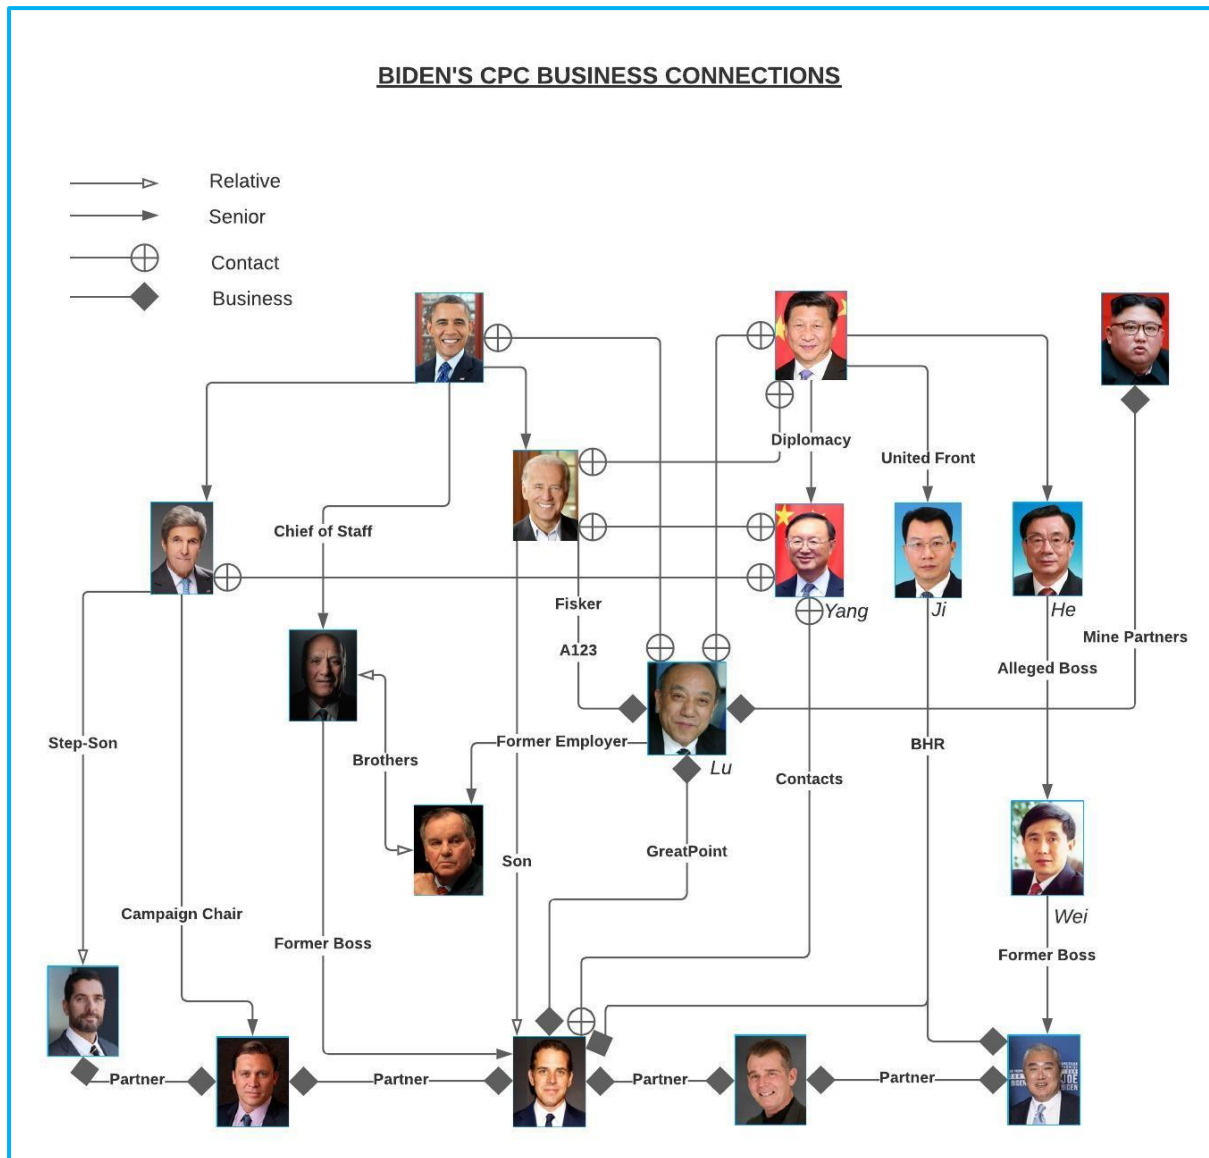 BIDEN'S CPC BUSINESS CONNECTIONS
Relative
Senior
Contact
Business
Diplomacy
United Front
Chief of Staff
Fisker
Yang
Ji
He
Mine Partners
A123
Alleged Boss
Step-Son
Former Employer
BHR
Brothers
Lu
Contacts
Son
GreatPoint
Campaign Chair
Wei
Former Boss
Former Boss
Partner
Partner
Partner
Partner
JOE
BIDEN